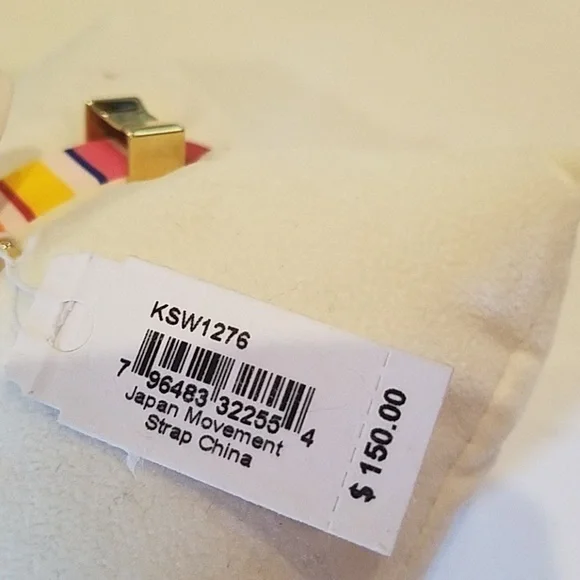 KSW1276
7 96483 32255 4
Japan Movement
Strap China
$150.00